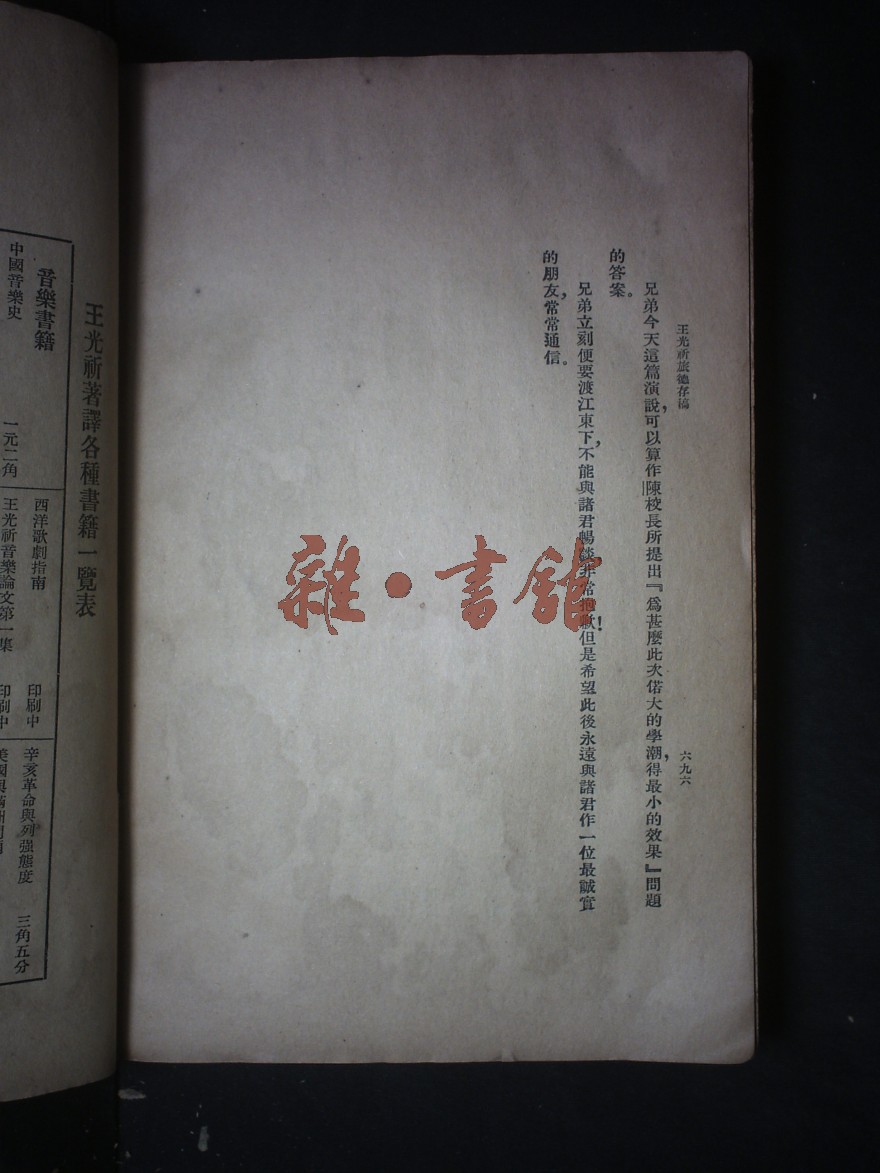 王光祈旅德存稿
六九六
兄弟今天這篇演說，可以算作陳校長所提出『爲甚麼此次偌大的學潮，得最小的效果』問題
的答案。
兄弟立刻便要渡江東下，不能與諸君暢談，非常抱歉！但是希望此後永遠與諸君作一位最誠實
的朋友，常常通信。
雜・書館
王光祈著譯各種書籍一覽表
音樂書籍
中國音樂史
一元二角
西洋歌劇指南
印刷中
王光祈音樂論文第一集
印刷中
辛亥革命與列強態度
三角五分